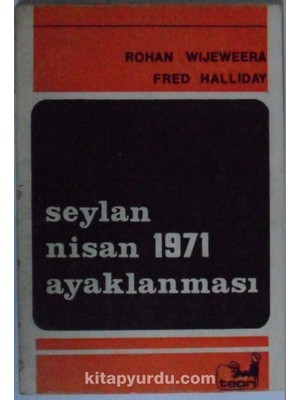 ROHAN WIJEWEERA
FRED HALLIDAY
seylan
nisan 1971
ayaklanması
teori
kitapyurdu.com